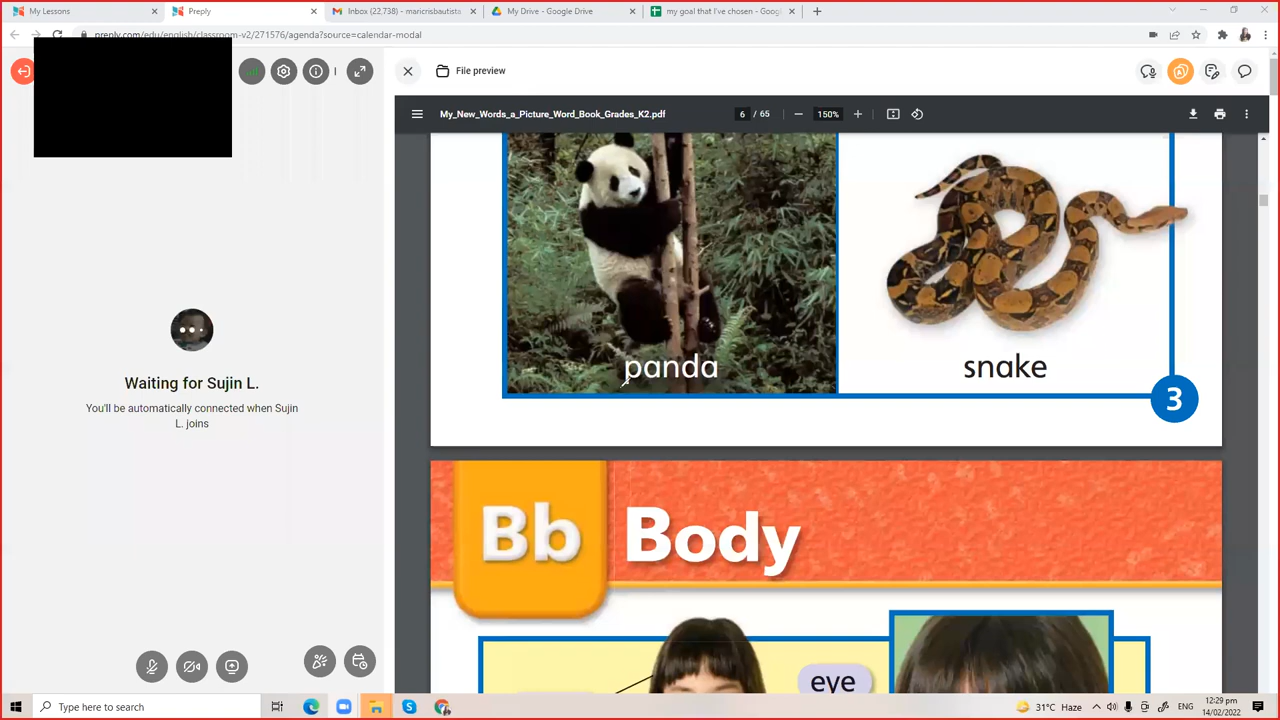 My Lessons
Preply
Inbox (22,738) - maricrisbautista
My Drive - Google Drive
my goal that I've chosen - Goog
preply.com/edu/english/classroom-v2/271576/agenda?source=calendar-modal
File preview
My_New_Words_a_Picture_Word_Book_Grades_K2.pdf
6 / 65
150%
panda
snake
3
Waiting for Sujin L.
You'll be automatically connected when Sujin
L. joins
Bb Body
eye
Type here to search
31°C Haze
ENG
12:29 pm
14/02/2022